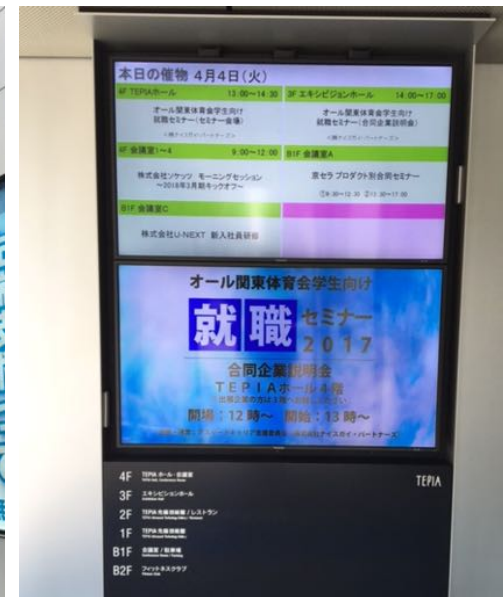 本日の催物 4月4日(火)
4F TEPIAホール 13:00~14:30
オール関東体育会学生向け
就職セミナー(セミナー会場)
3F エキシビジョンホール 14:00~17:00
オール関東体育会学生向け
就職セミナー(合同企業説明会)
4F 会議室1~4 9:00~12:00
株式会社ソケッツ モーニングセッション
~2018年3月期キックオフ~
B1F 会議室A
京セラ プロダクト別合同セミナー
B1F 会議室C
株式会社U-NEXT 新入社員研修
オール関東体育会学生向け
就職セミナー
2017
合同企業説明会
TEPIAホール4階
開場:12時~ 開始:13時~
TEPIA
4F TEPIA ホール・会議室
3F エキシビションホール
2F TEPIA 先端技術館 / レストラン
1F TEPIA 先端技術館
B1F 会議室 / 駐車場
B2F フィットネスクラブ